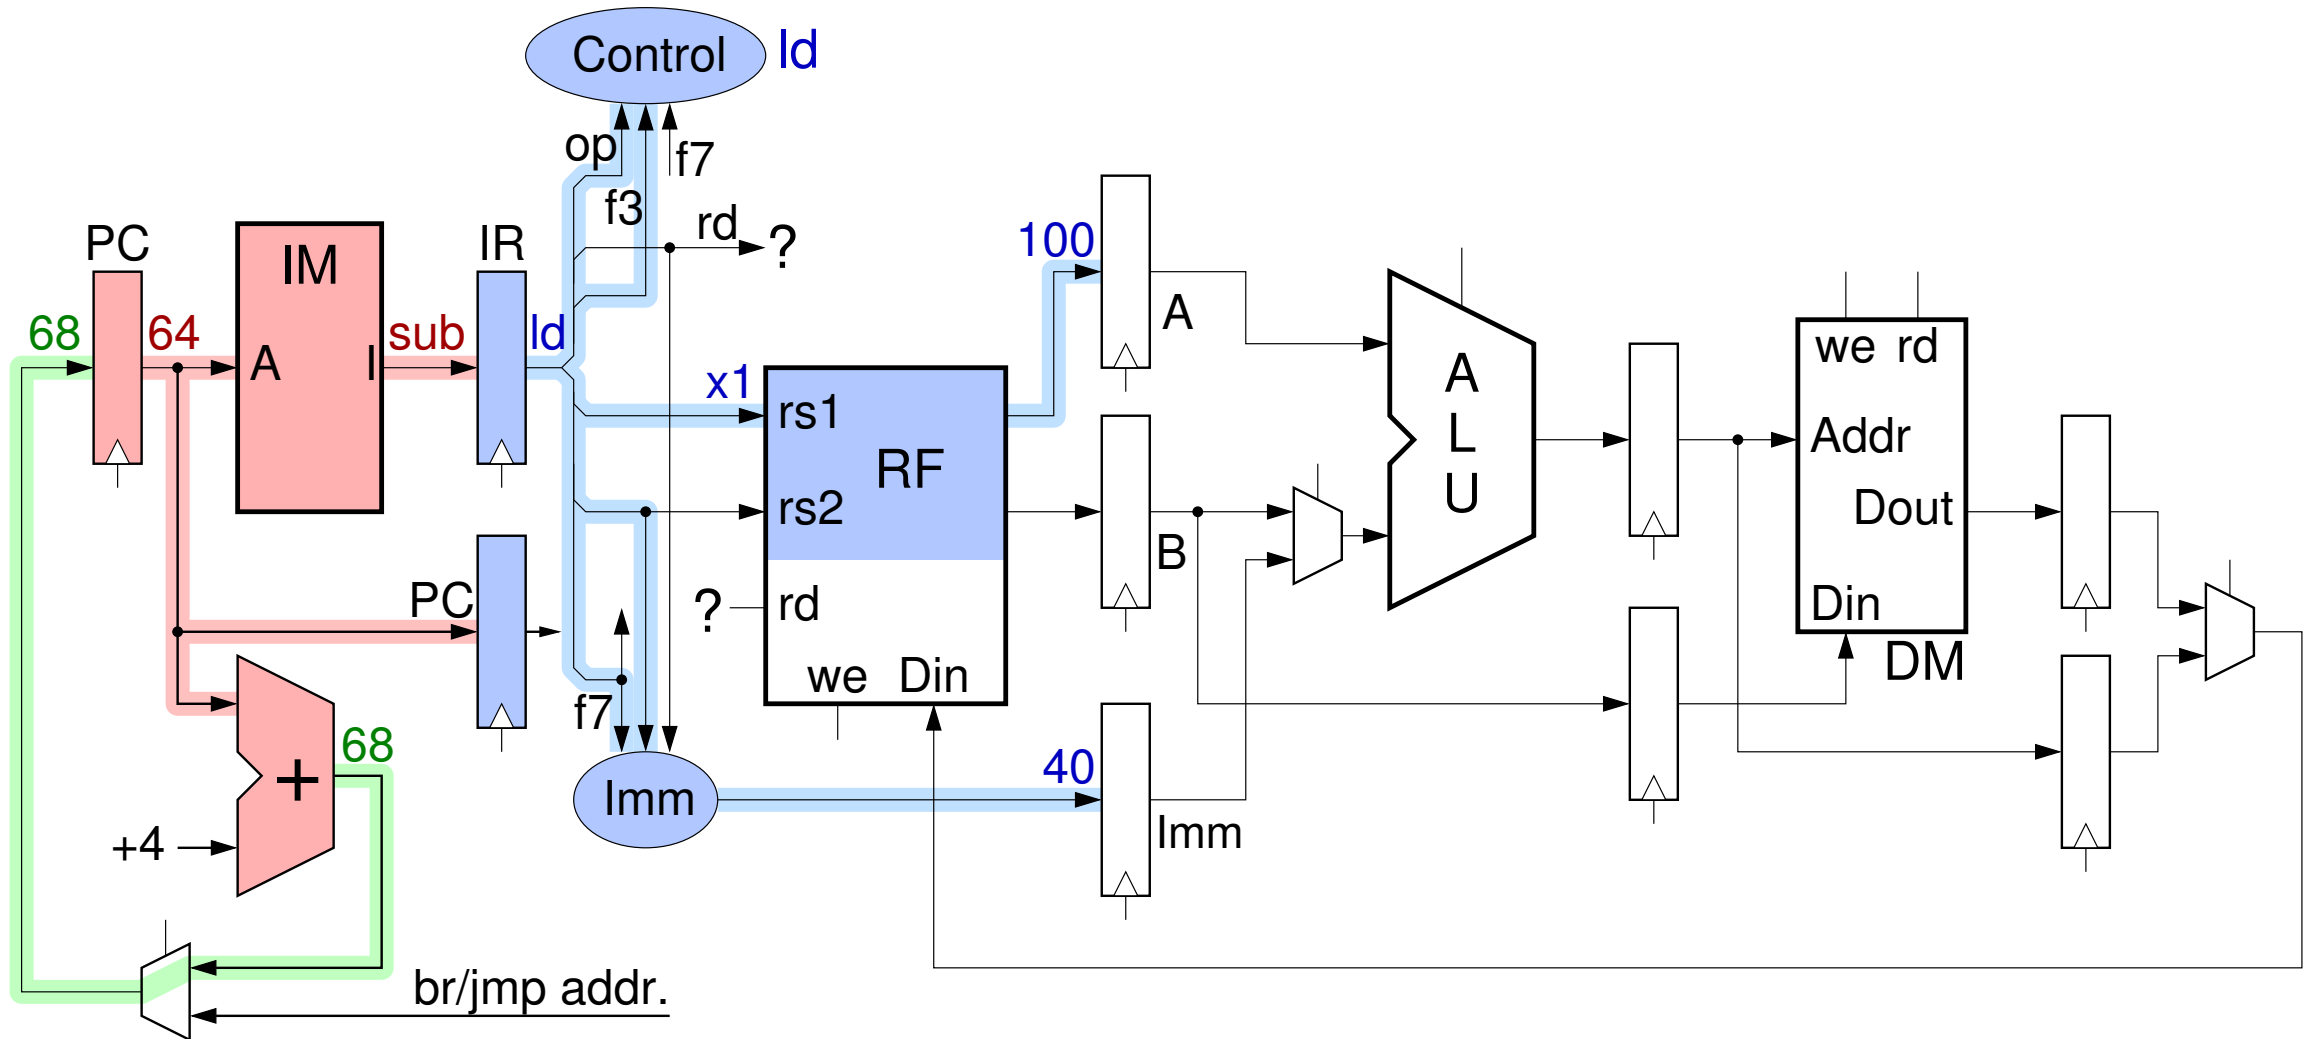 Control
ld
op
f7
f3
rd
?
PC
IM
IR
100
68
64
sub
ld
A
I
A
x1
rs1
RF
rs2
A
L
U
we rd
Addr
Dout
Din
DM
B
PC
?
rd
we Din
f7
68
+
+4
Imm
40
Imm
br/jmp addr.